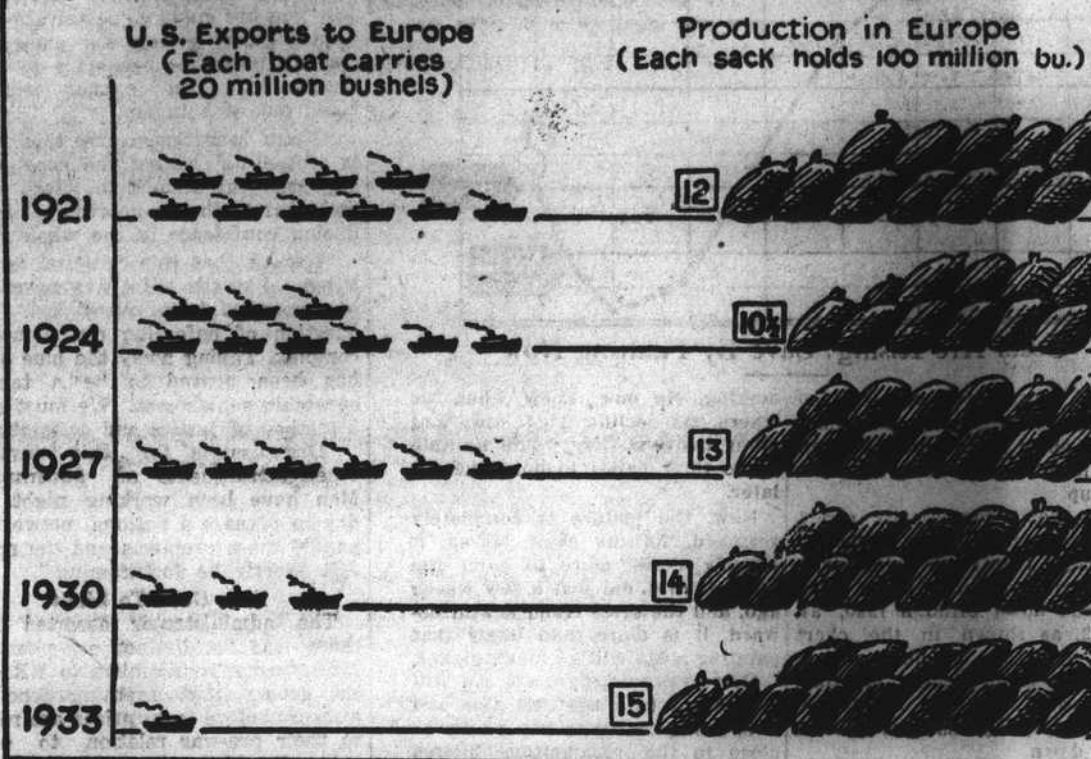 U. S. Exports to Europe
(Each boat carries
20 million bushels)
Production in Europe
(Each sack holds 100 million bu.)
1921
12
1924
10½
1927
13
1930
14
1933
15